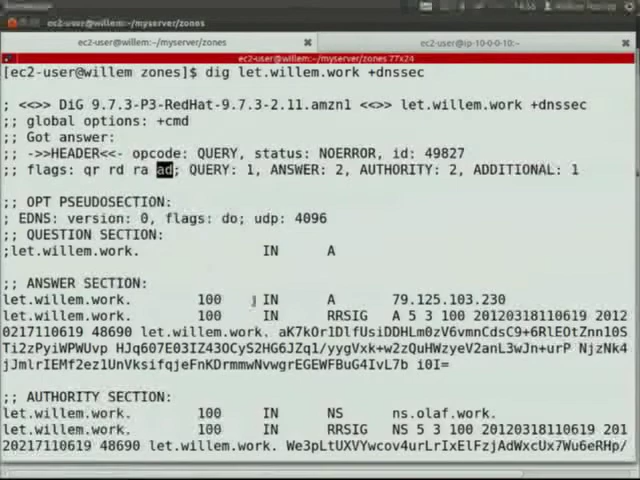 ec2-user@willem:~/myserver/zones
ec2-user@willem:~/myserver/zones
ec2-user@ip-10-0-0-10:~
ec2-user@willem:~/myserver/zones 77x24
[ec2-user@willem zones]$ dig let.willem.work +dnssec
; <<>> DiG 9.7.3-P3-RedHat-9.7.3-2.11.amzn1 <<>> let.willem.work +dnssec
;; global options: +cmd
;; Got answer:
;; ->>HEADER<<- opcode: QUERY, status: NOERROR, id: 49827
;; flags: qr rd ra ad; QUERY: 1, ANSWER: 2, AUTHORITY: 2, ADDITIONAL: 1
;; OPT PSEUDOSECTION:
; EDNS: version: 0, flags: do; udp: 4096
;; QUESTION SECTION:
;let.willem.work. IN A
;; ANSWER SECTION:
let.willem.work. 100 IN A 79.125.103.230
let.willem.work. 100 IN RRSIG A 5 3 100 20120318110619 2012
0217110619 48690 let.willem.work. aK7kOr1DlfUsiDDHLm0zV6vmnCdsC9+6RlEOtZnn10S
Ti2zPyiWPWUvp HJq607E03IZ43OCyS2HG6JZq1/yygVxk+w2zQuHWzyeV2anL3wJn+urP NjzNk4
jJmlrIEMf2ez1UnVksifqjeFnKDrmmwNvwgrEGEWFBuG4IvL7b i0I=
;; AUTHORITY SECTION:
let.willem.work. 100 IN NS ns.olaf.work.
let.willem.work. 100 IN RRSIG NS 5 3 100 20120318110619 201
20217110619 48690 let.willem.work. We3pLtUXVYwcov4urLrIxElFzjAdWxcUx7Wu6eRHp/